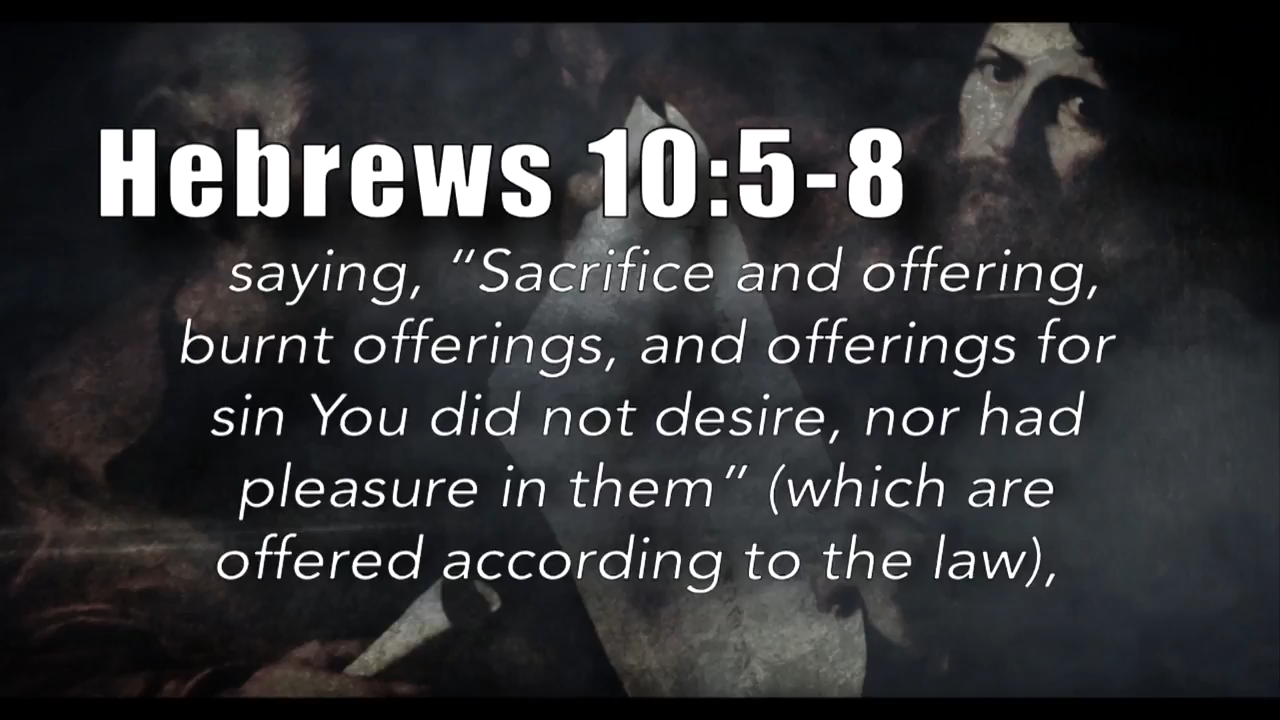 Hebrews 10:5-8
saying, “Sacrifice and offering,
burnt offerings, and offerings for
sin You did not desire, nor had
pleasure in them” (which are
offered according to the law),